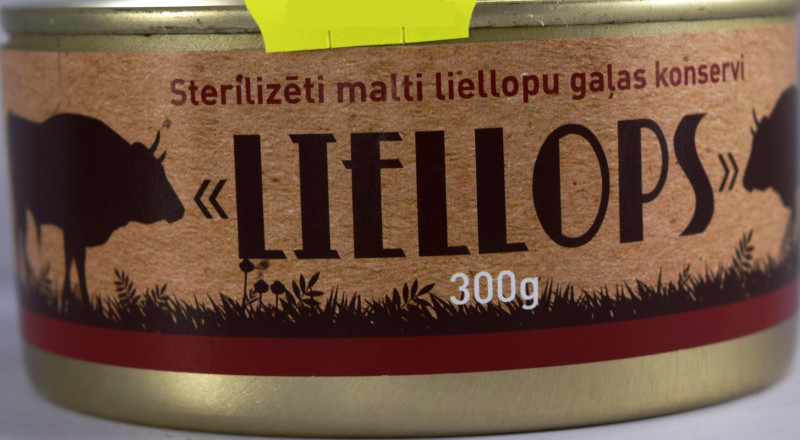 Sterilizēti malti liellopu gaļas konservi
«LIELLOPS»
300g